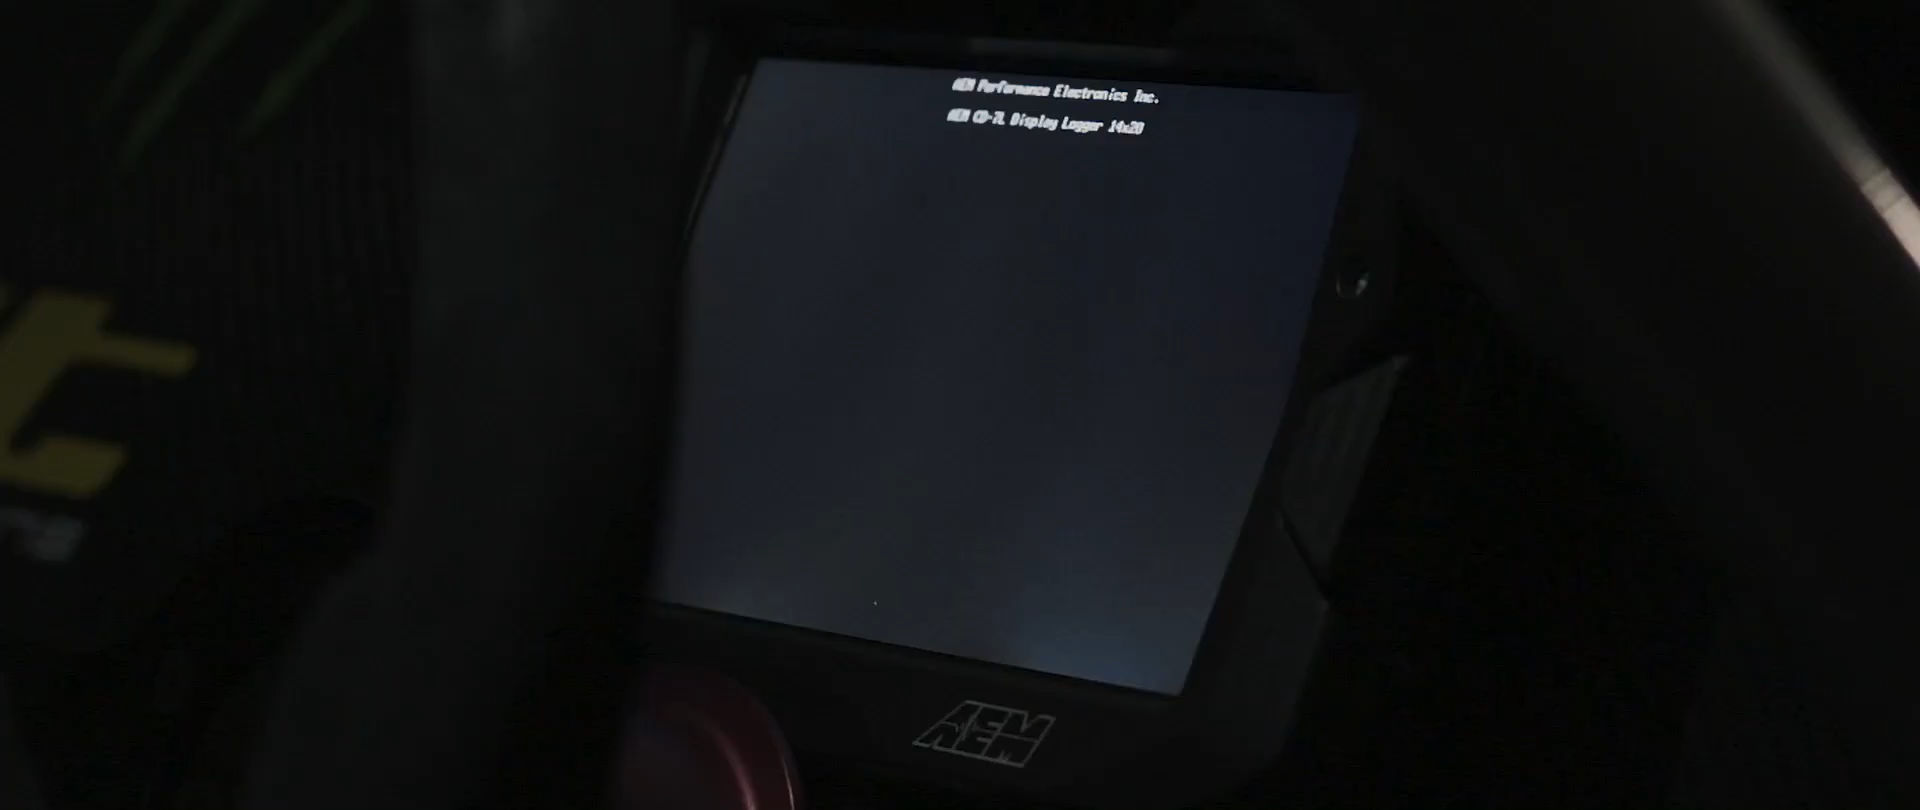 AEM Performance Electronics Inc.
AEM CD-7L Display Logger 14x20
AEM